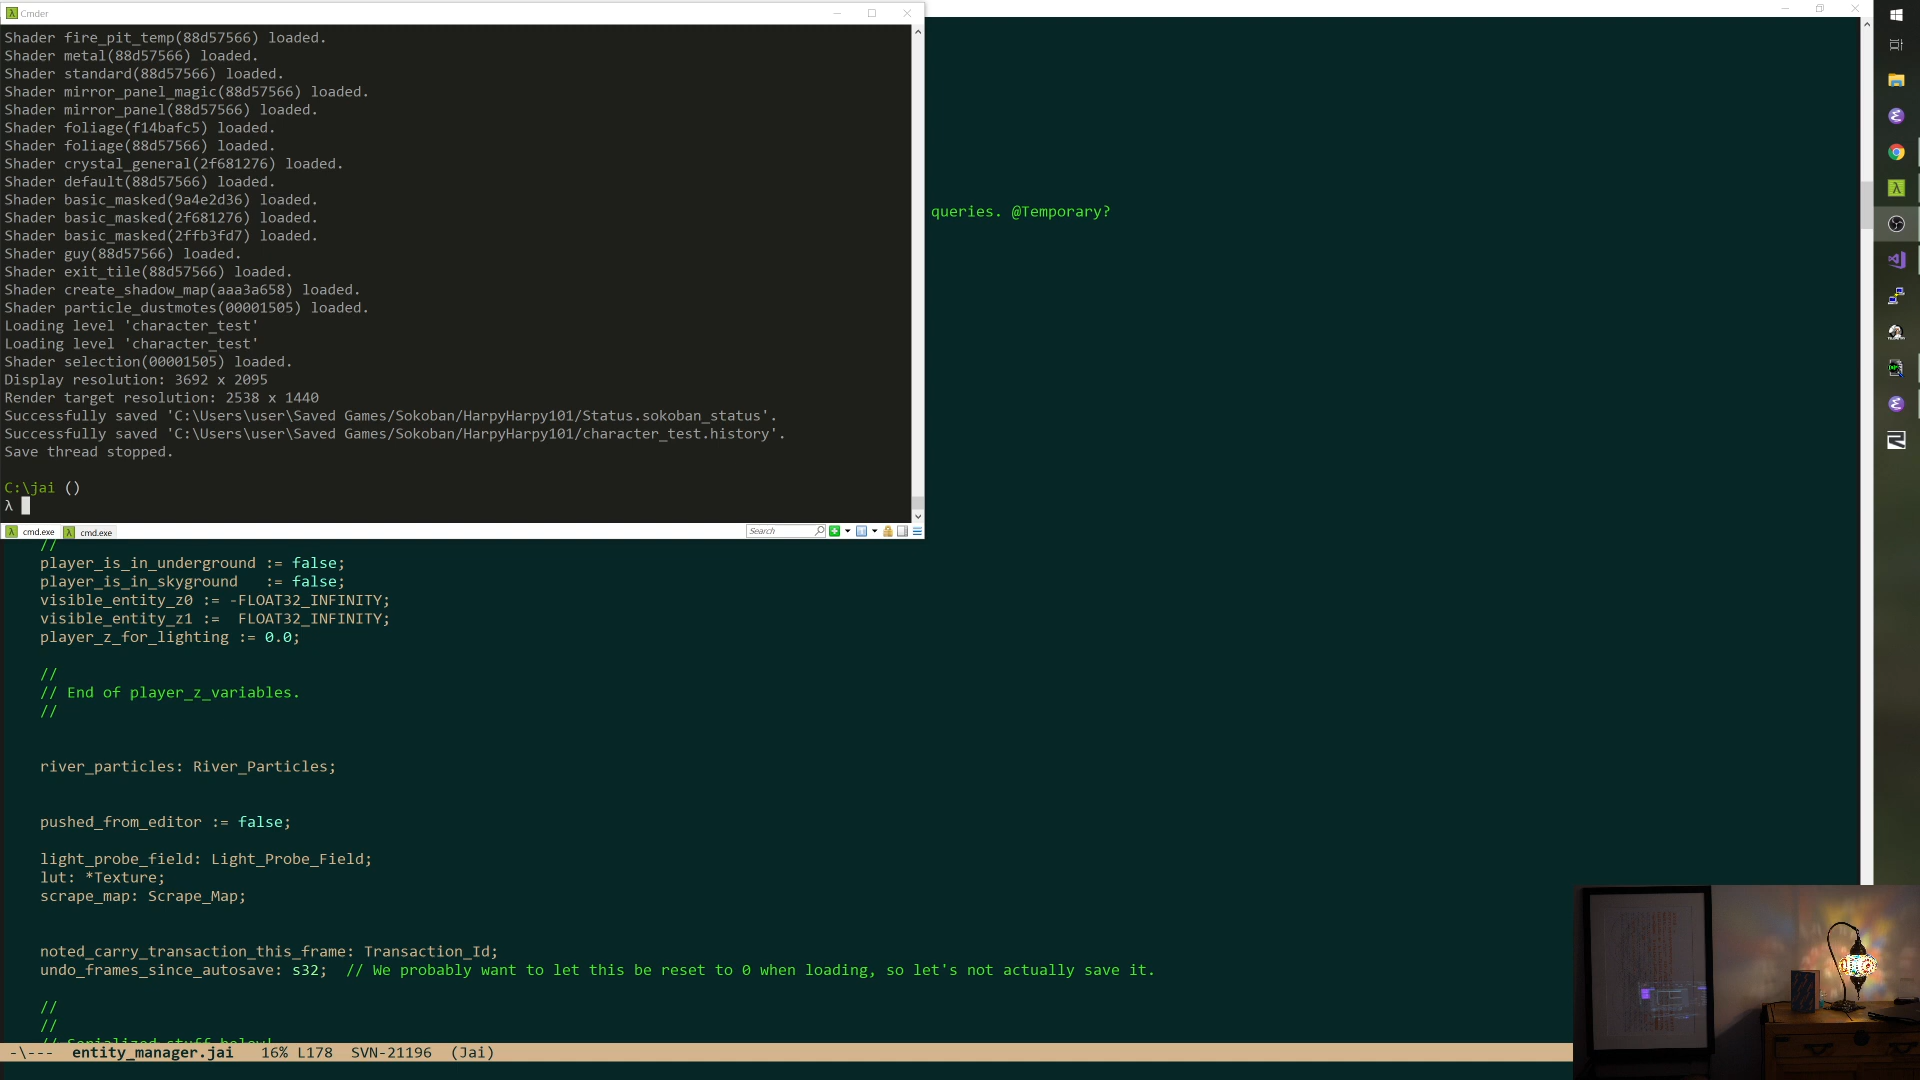 Cmder
Shader fire_pit_temp(88d57566) loaded.
Shader metal(88d57566) loaded.
Shader standard(88d57566) loaded.
Shader mirror_panel_magic(88d57566) loaded.
Shader mirror_panel(88d57566) loaded.
Shader foliage(f14bafc5) loaded.
Shader foliage(88d57566) loaded.
Shader crystal_general(2f681276) loaded.
Shader default(88d57566) loaded.
Shader basic_masked(9a4e2d36) loaded.
Shader basic_masked(2f681276) loaded.
Shader basic_masked(2ffb3fd7) loaded.
Shader guy(88d57566) loaded.
Shader exit_tile(88d57566) loaded.
Shader create_shadow_map(aaa3a658) loaded.
Shader particle_dustmotes(00001505) loaded.
Loading level 'character_test'
Loading level 'character_test'
Shader selection(00001505) loaded.
Display resolution: 3692 x 2095
Render target resolution: 2538 x 1440
Successfully saved 'C:\Users\user\Saved Games/Sokoban/HarpyHarpy101/Status.sokoban_status'.
Successfully saved 'C:\Users\user\Saved Games/Sokoban/HarpyHarpy101/character_test.history'.
Save thread stopped.
C:\jai ()
λ
cmd.exe cmd.exe Search
queries. @Temporary?
//
player_is_in_underground := false;
player_is_in_skyground   := false;
visible_entity_z0 := -FLOAT32_INFINITY;
visible_entity_z1 :=  FLOAT32_INFINITY;
player_z_for_lighting := 0.0;
//
// End of player_z_variables.
//
river_particles: River_Particles;
pushed_from_editor := false;
light_probe_field: Light_Probe_Field;
lut: *Texture;
scrape_map: Scrape_Map;
noted_carry_transaction_this_frame: Transaction_Id;
undo_frames_since_autosave: s32;  // We probably want to let this be reset to 0 when loading, so let's not actually save it.
//
//
// Serialized stuff below!
-\--- entity_manager.jai 16% L178 SVN-21196 (Jai)